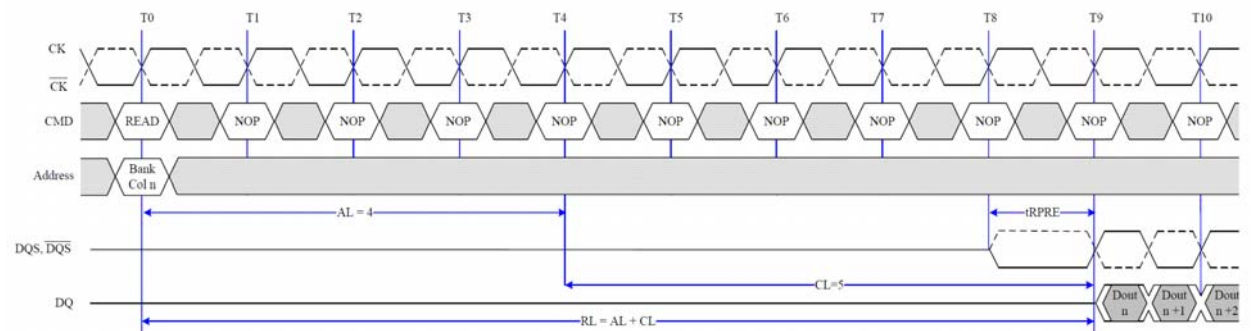 T0 T1 T2 T3 T4 T5 T6 T7 T8 T9 T10
CK
CK
CMD READ NOP NOP NOP NOP NOP NOP NOP NOP NOP NOP
Address Bank
Col n
AL = 4 tRPRE
DQS, DQS
CL=5
DQ Dout Dout Dout
n n +1 n +2
RL = AL + CL